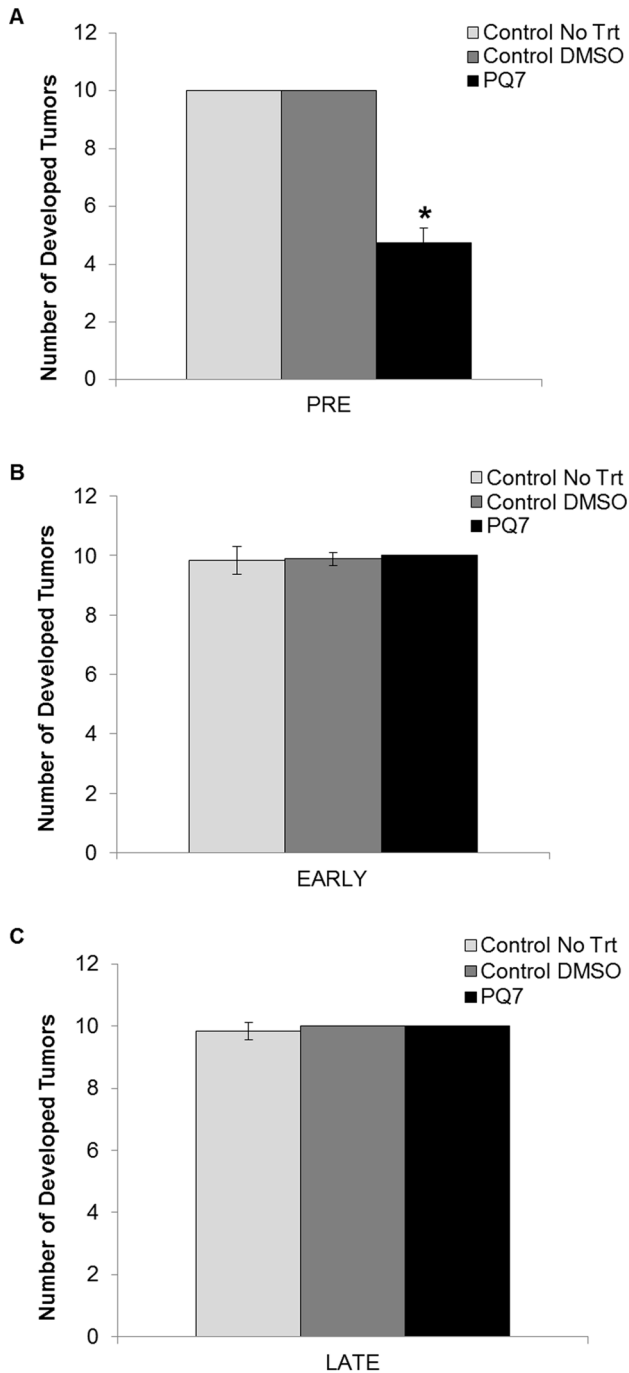 A
Number of Developed Tumors
12
10
8
6
4
2
0
Control No Trt
Control DMSO
PQ7
*
PRE
B
Number of Developed Tumors
12
10
8
6
4
2
0
Control No Trt
Control DMSO
PQ7
EARLY
C
Number of Developed Tumors
12
10
8
6
4
2
0
Control No Trt
Control DMSO
PQ7
LATE